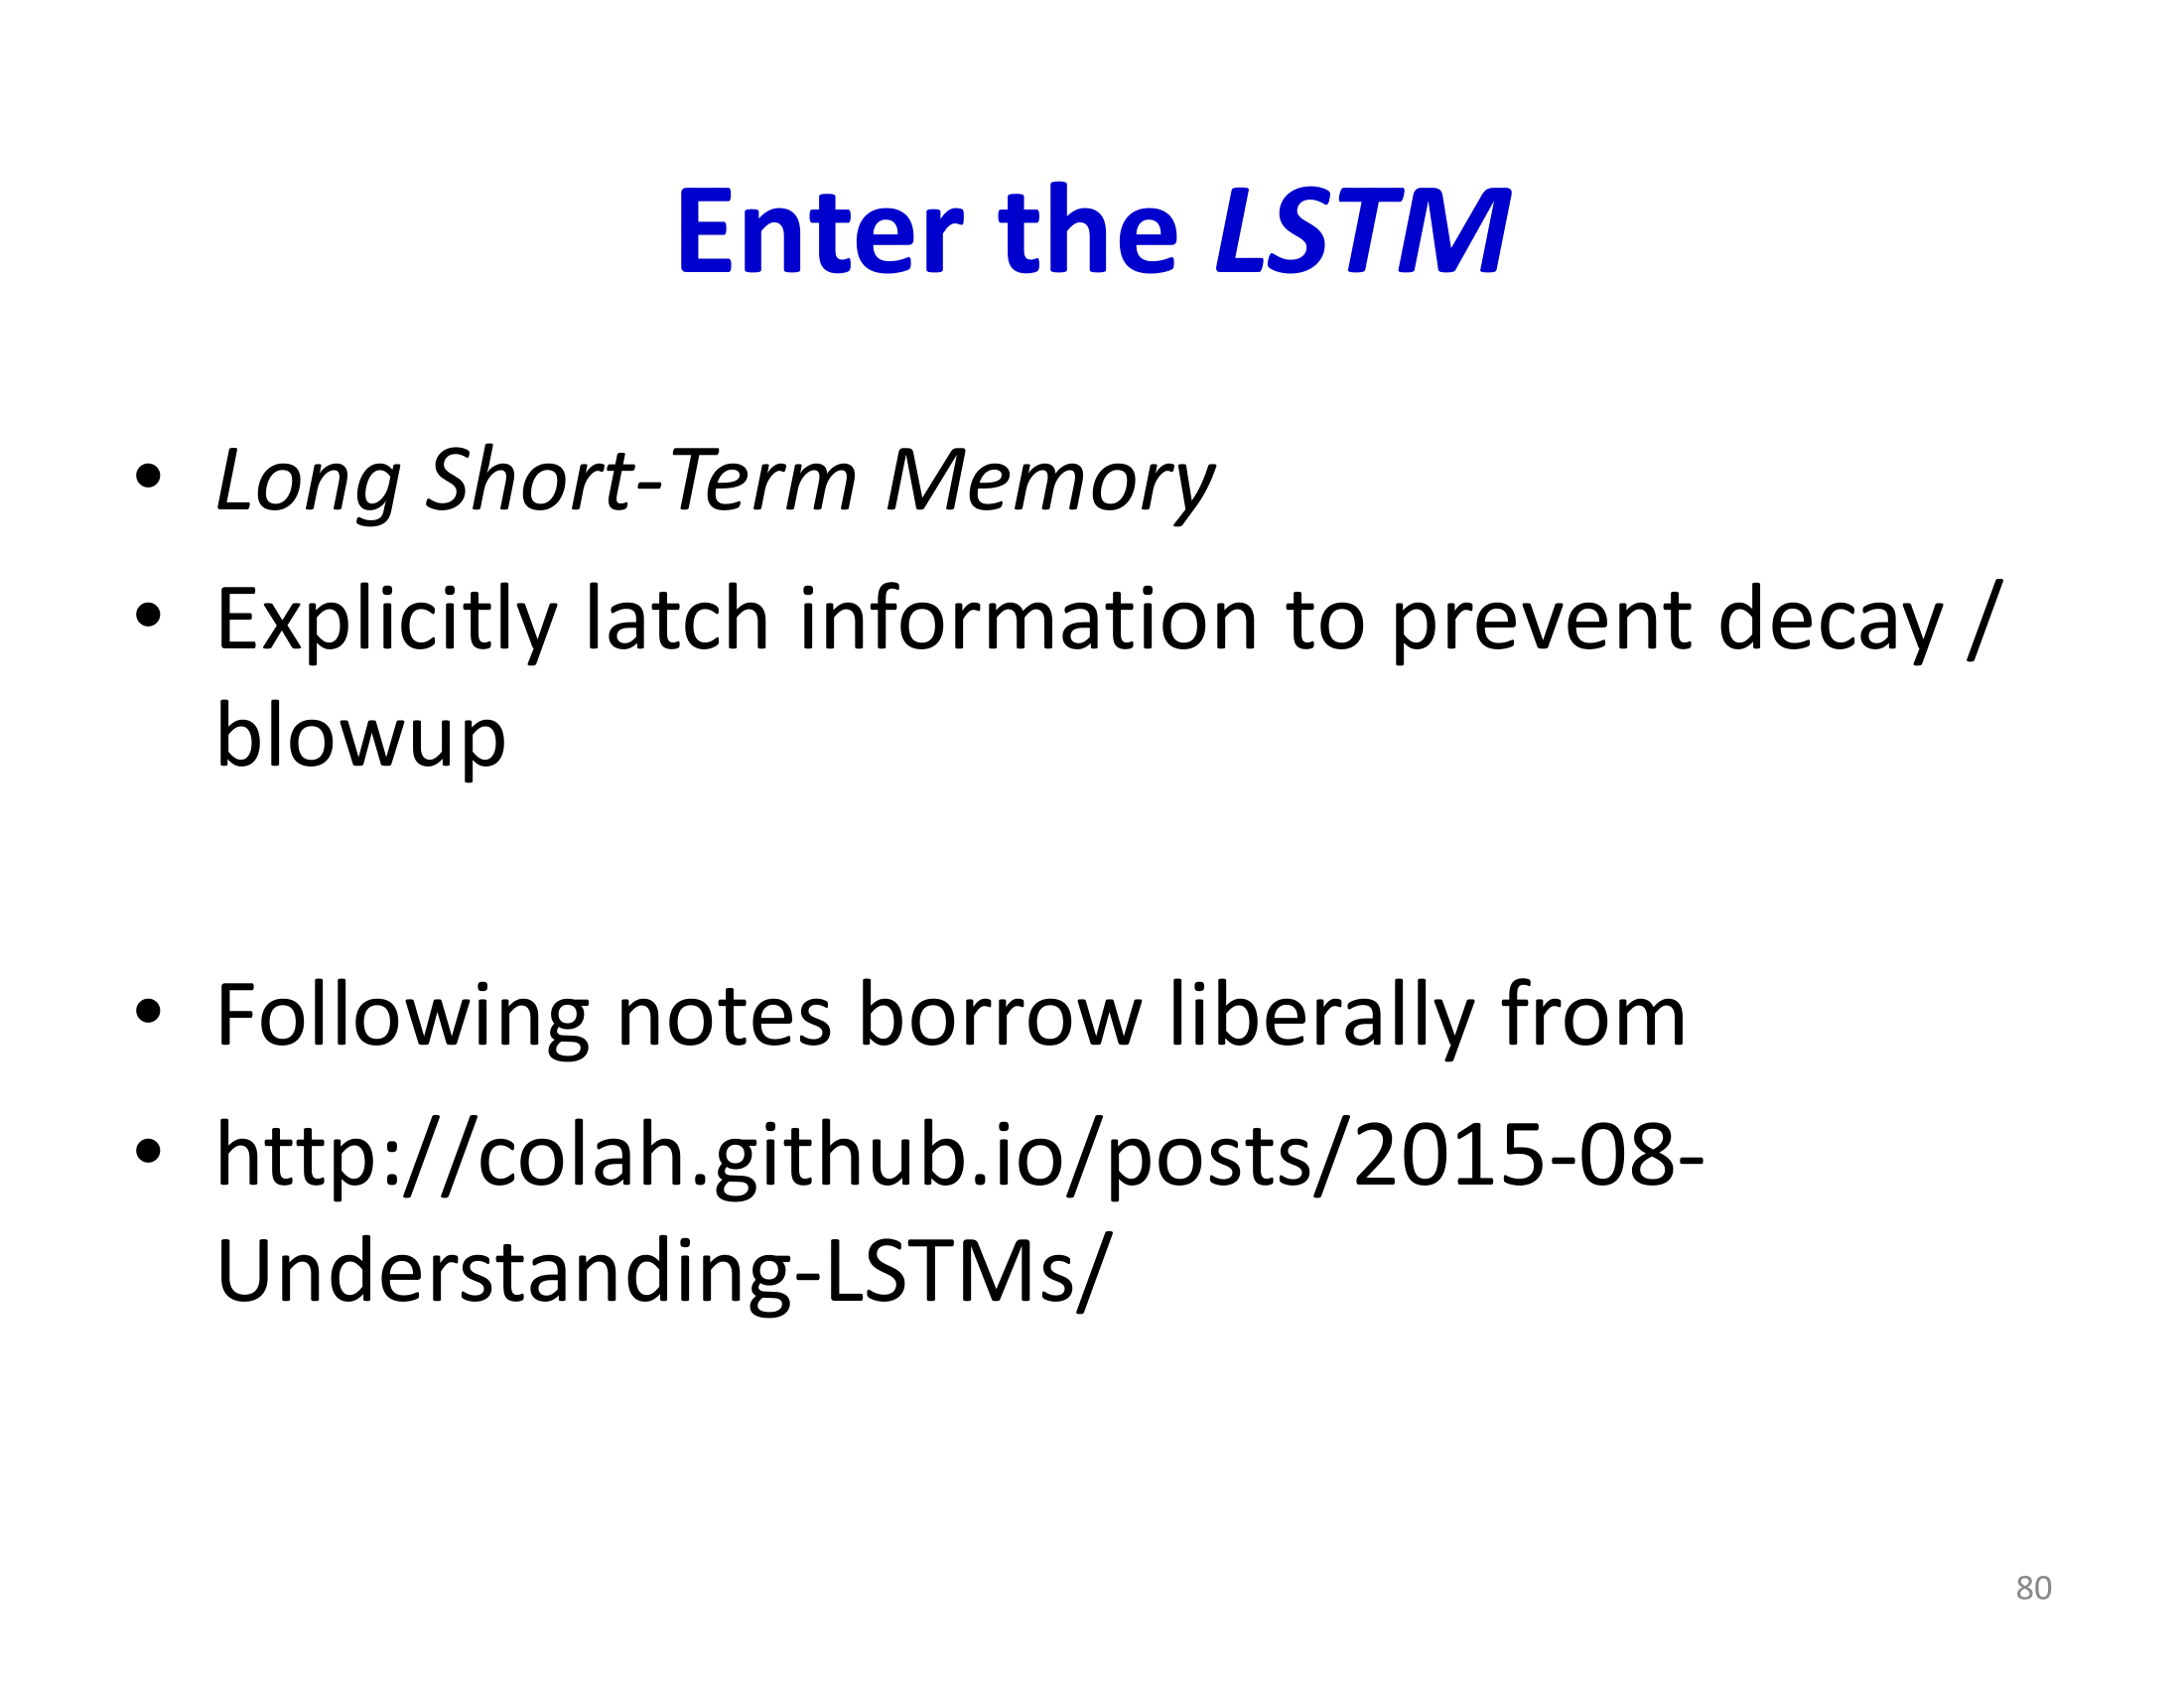 Enter the LSTM
• Long Short-Term Memory
• Explicitly latch information to prevent decay /
blowup
• Following notes borrow liberally from
• http://colah.github.io/posts/2015-08-
Understanding-LSTMs/
80